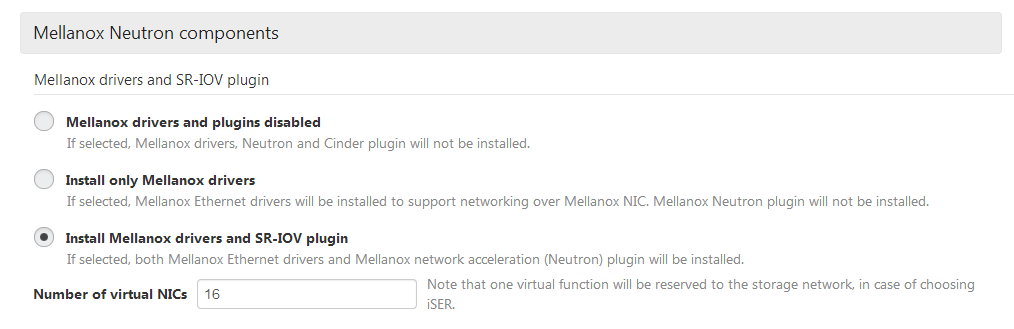 Mellanox Neutron components
Mellanox drivers and SR-IOV plugin
Mellanox drivers and plugins disabled
If selected, Mellanox drivers, Neutron and Cinder plugin will not be installed.
Install only Mellanox drivers
If selected, Mellanox Ethernet drivers will be installed to support networking over Mellanox NIC. Mellanox Neutron plugin will not be installed.
Install Mellanox drivers and SR-IOV plugin
If selected, both Mellanox Ethernet drivers and Mellanox network acceleration (Neutron) plugin will be installed.
Number of virtual NICs 16 Note that one virtual function will be reserved to the storage network, in case of choosing
iSER.